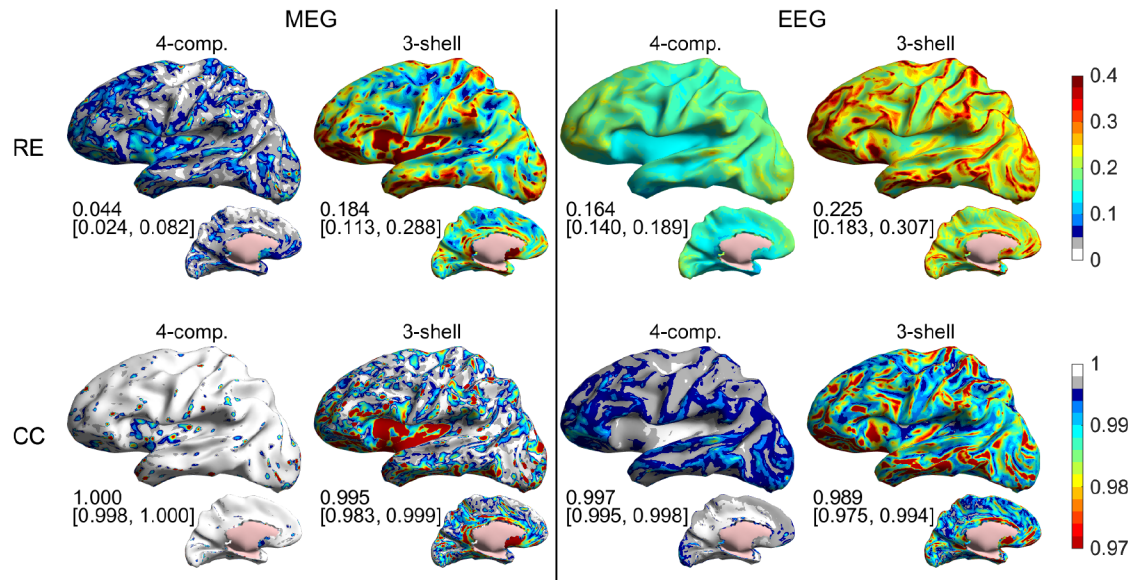 MEG
EEG
4-comp.
3-shell
4-comp.
3-shell
RE
0.044
[0.024, 0.082]
0.184
[0.113, 0.288]
0.164
[0.140, 0.189]
0.225
[0.183, 0.307]
0.4
0.3
0.2
0.1
0
4-comp.
3-shell
4-comp.
3-shell
CC
1.000
[0.998, 1.000]
0.995
[0.983, 0.999]
0.997
[0.995, 0.998]
0.989
[0.975, 0.994]
1
0.99
0.98
0.97